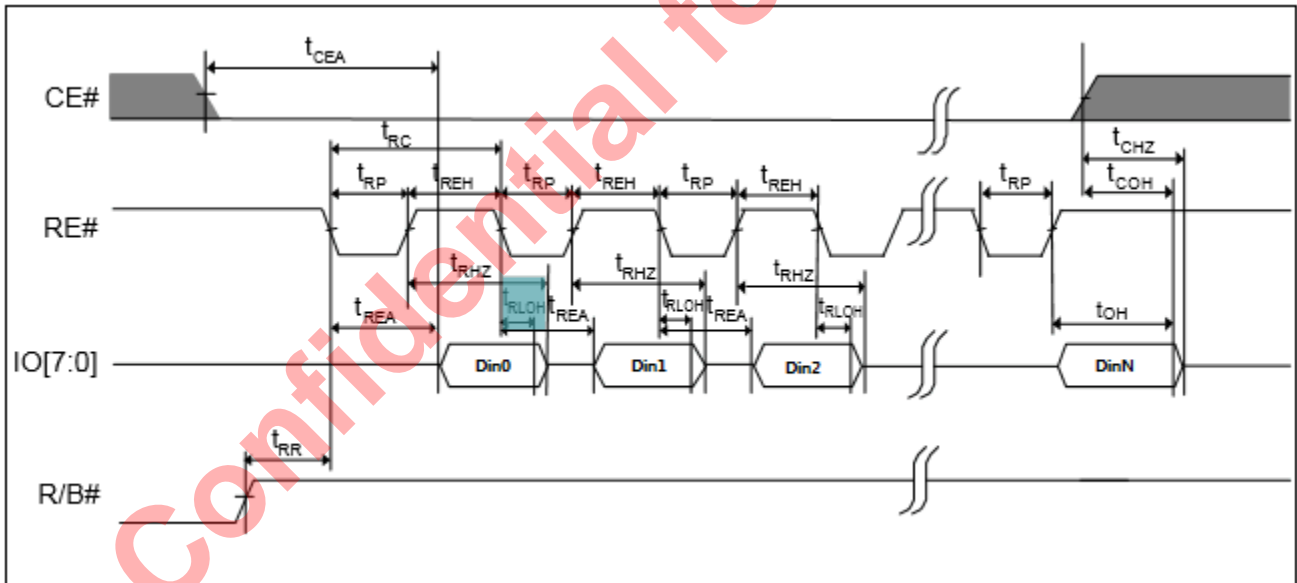 Confidential for
tCEA
CE#
tRC
tCHZ
tRP tREH tRP tREH tRP tREH tRP tCOH
RE#
tRHZ tRHZ tRHZ
tREA tRLOH tREA tRLOH tREA tRLOH tOH
IO[7:0] Din0 Din1 Din2 DinN
tRR
R/B#